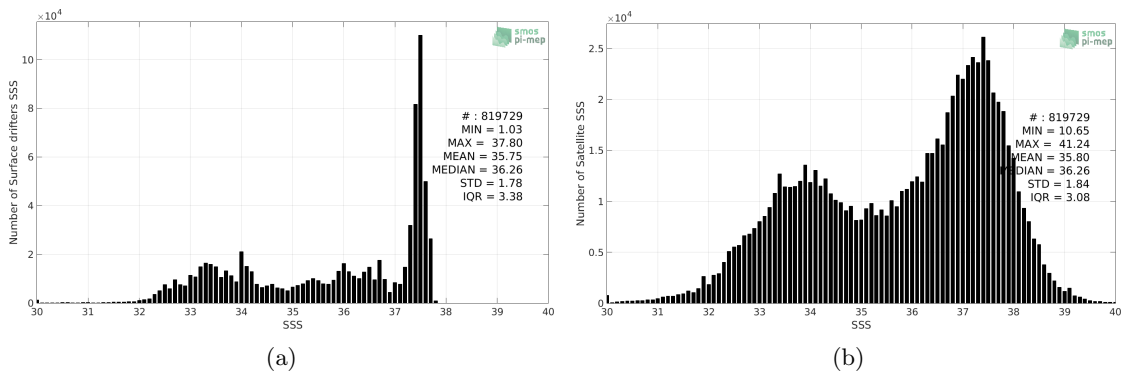 ×10⁴
smos
pi-mep
10
8
6
4
2
0
Number of Surface drifters SSS
# : 819729
MIN = 1.03
MAX = 37.80
MEAN = 35.75
MEDIAN = 36.26
STD = 1.78
IQR = 3.38
30 31 32 33 34 35 36 37 38 39 40
SSS
(a)
×10⁴
smos
pi-mep
2.5
2
1.5
1
0.5
0
Number of Satellite SSS
# : 819729
MIN = 10.65
MAX = 41.24
MEAN = 35.80
MEDIAN = 36.26
STD = 1.84
IQR = 3.08
30 31 32 33 34 35 36 37 38 39 40
SSS
(b)